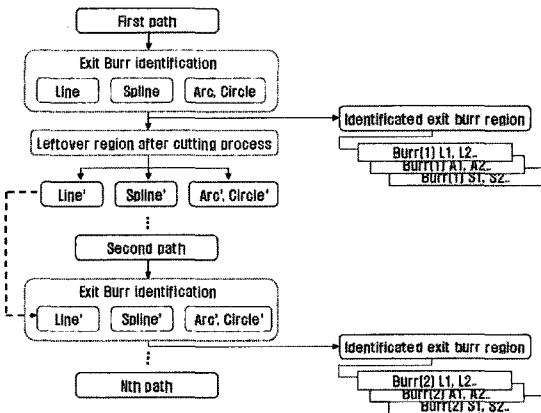 First path
Exit Burr identification
Line Spline Arc, Circle
Identificated exit burr region
Leftover region after cutting process
Burr(1) L1, L2..
Burr(1) A1, A2..
Burr(1) S1, S2..
Line' Spline' Arc', Circle'
Second path
Exit Burr identification
Line' Spline' Arc', Circle'
Identificated exit burr region
Nth path
Burr(2) L1, L2..
Burr(2) A1, A2..
Burr(2) S1, S2..